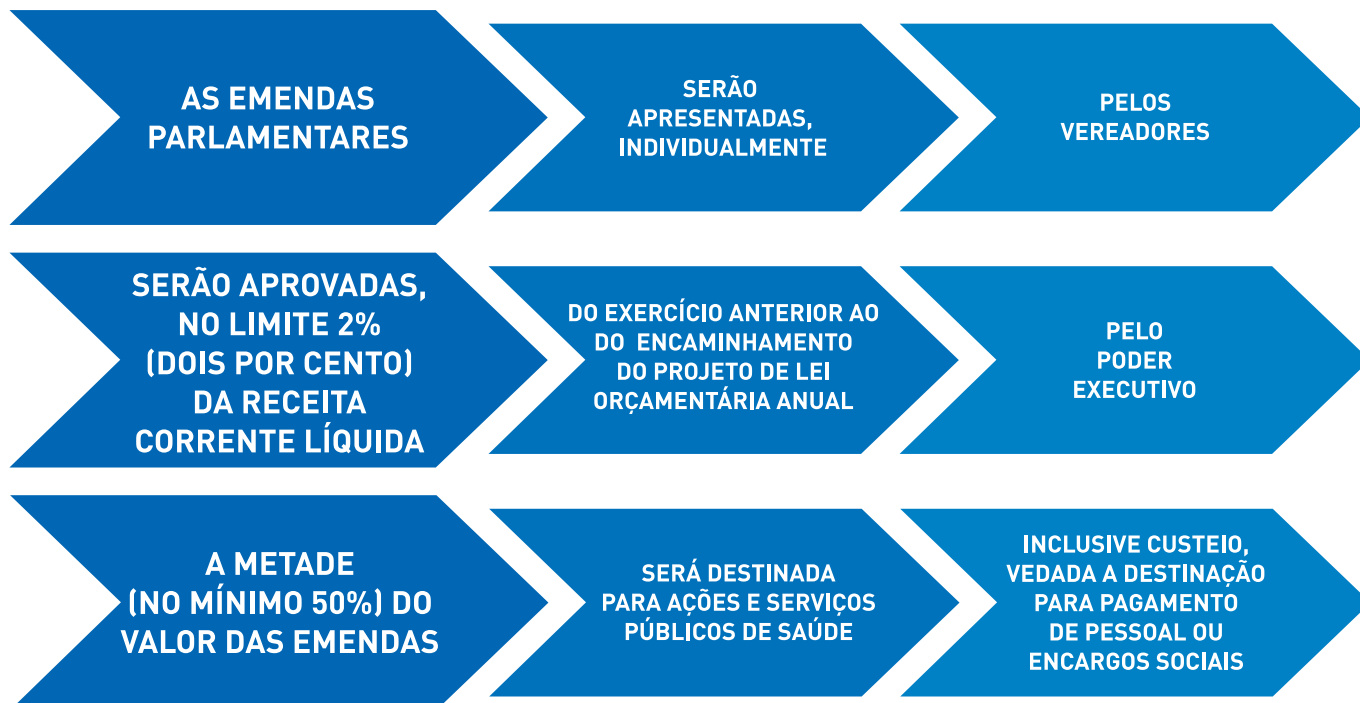 AS EMENDAS
PARLAMENTARES
SERÃO
APRESENTADAS,
INDIVIDUALMENTE
PELOS
VEREADORES
SERÃO APROVADAS,
NO LIMITE 2%
(DOIS POR CENTO)
DA RECEITA
CORRENTE LÍQUIDA
DO EXERCÍCIO ANTERIOR AO
DO ENCAMINHAMENTO
DO PROJETO DE LEI
ORÇAMENTÁRIA ANUAL
PELO
PODER
EXECUTIVO
A METADE
(NO MÍNIMO 50%) DO
VALOR DAS EMENDAS
SERÁ DESTINADA
PARA AÇÕES E SERVIÇOS
PÚBLICOS DE SAÚDE
INCLUSIVE CUSTEIO,
VEDADA A DESTINAÇÃO
PARA PAGAMENTO
DE PESSOAL OU
ENCARGOS SOCIAIS